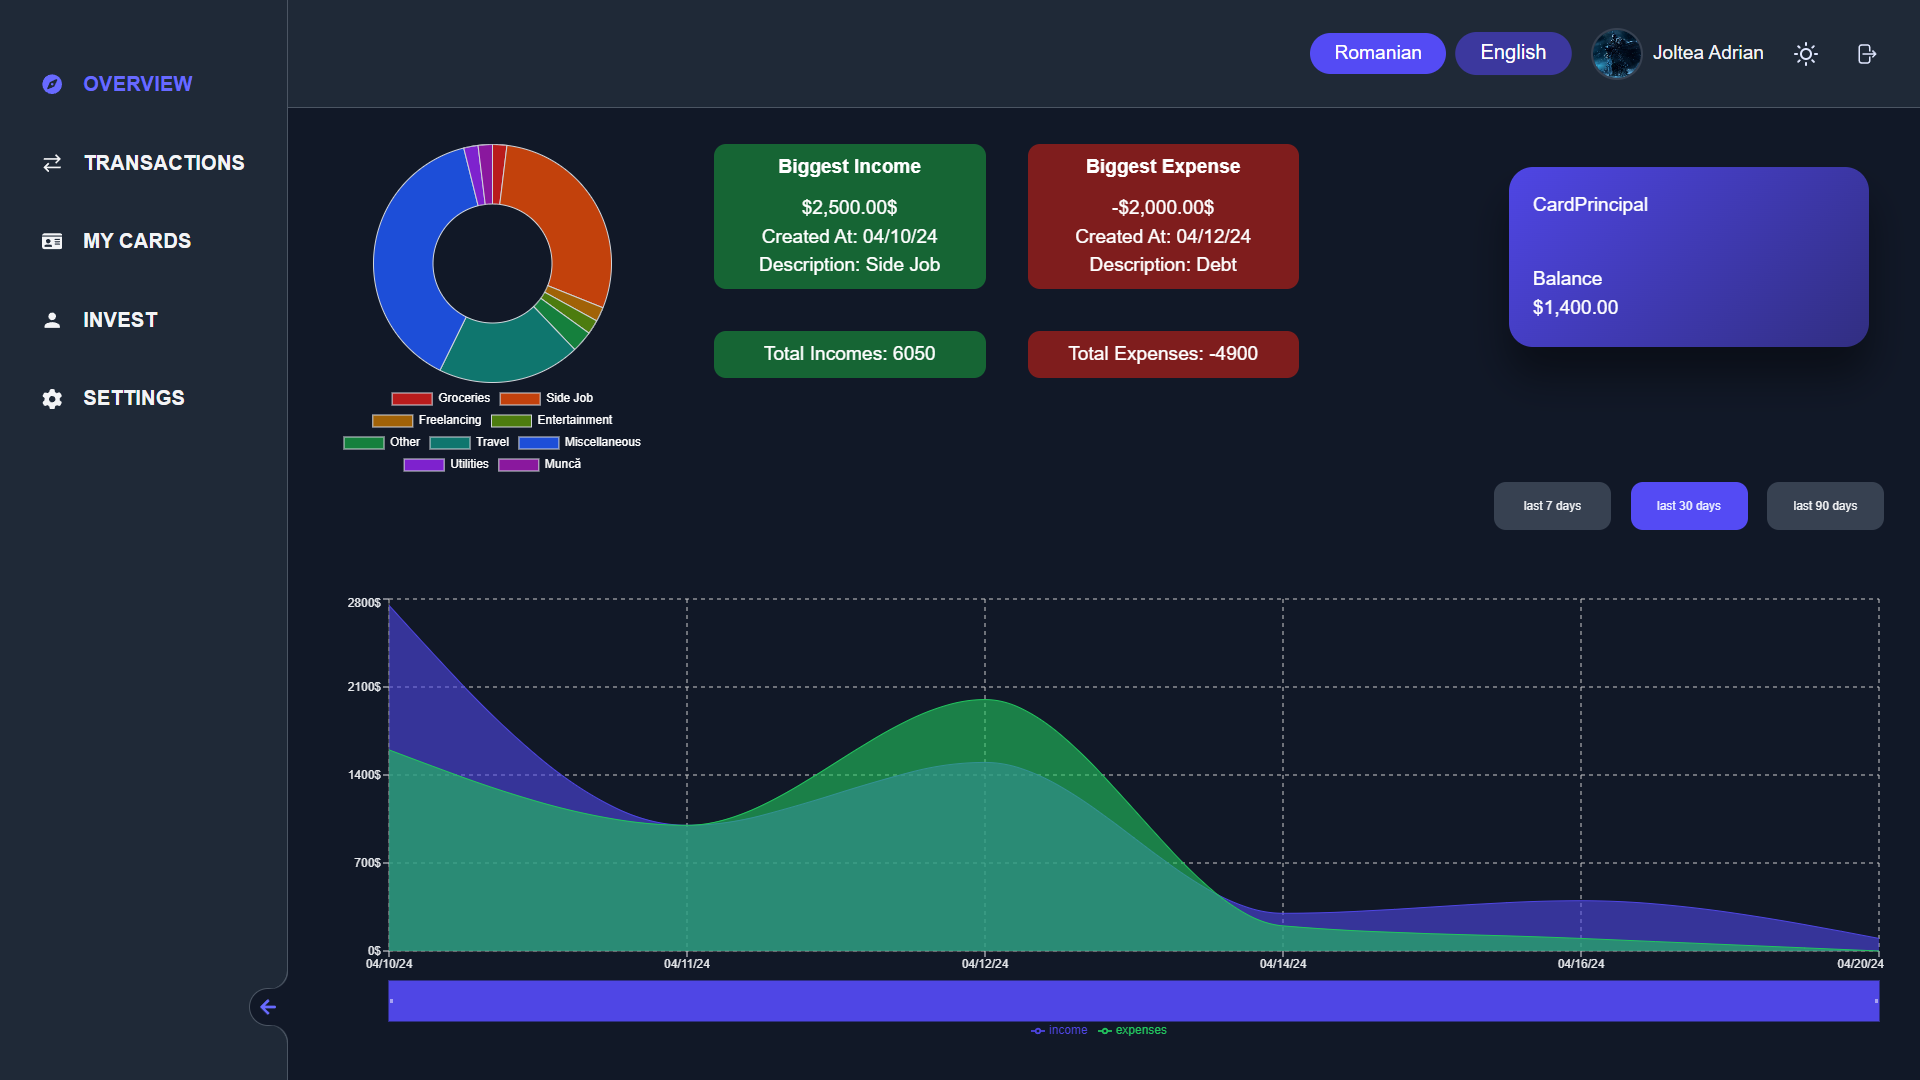 OVERVIEW
TRANSACTIONS
MY CARDS
INVEST
SETTINGS
Romanian
English
Joltea Adrian
Groceries Side Job
Freelancing Entertainment
Other Travel Miscellaneous
Utilities Muncă
Biggest Income
$2,500.00$
Created At: 04/10/24
Description: Side Job
Biggest Expense
-$2,000.00$
Created At: 04/12/24
Description: Debt
Total Incomes: 6050
Total Expenses: -4900
CardPrincipal
Balance
$1,400.00
last 7 days
last 30 days
last 90 days
2800$
2100$
1400$
700$
0$
04/10/24 04/11/24 04/12/24 04/14/24 04/16/24 04/20/24
income expenses